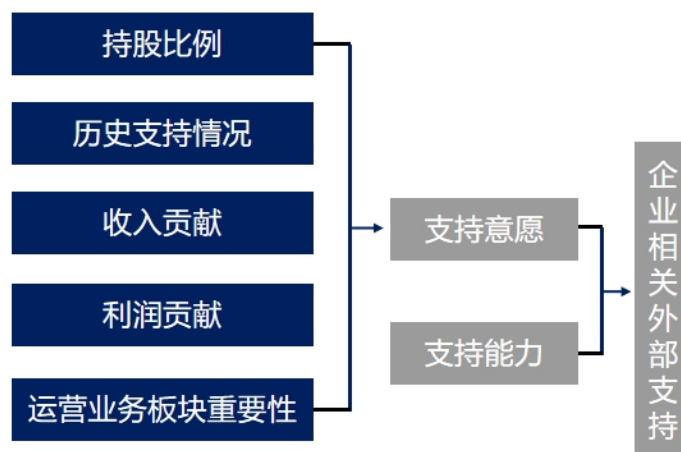 持股比例
历史支持情况
收入贡献
利润贡献
运营业务板块重要性
支持意愿
支持能力
企业相关外部支持